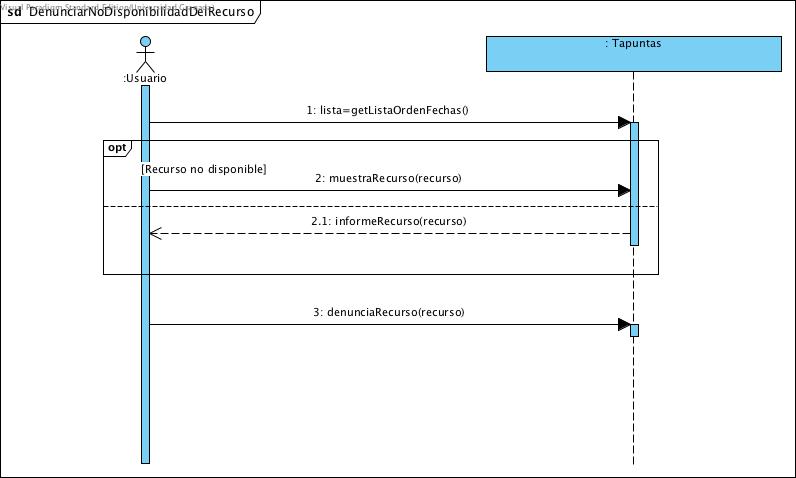 Visual Paradigm Standard Edition(Universidad Granada)
sd DenunciarNoDisponibilidadDelRecurso
:Usuario
: Tapuntas
1: lista=getListaOrdenFechas()
opt
[Recurso no disponible]
2: muestraRecurso(recurso)
2.1: informeRecurso(recurso)
3: denunciaRecurso(recurso)